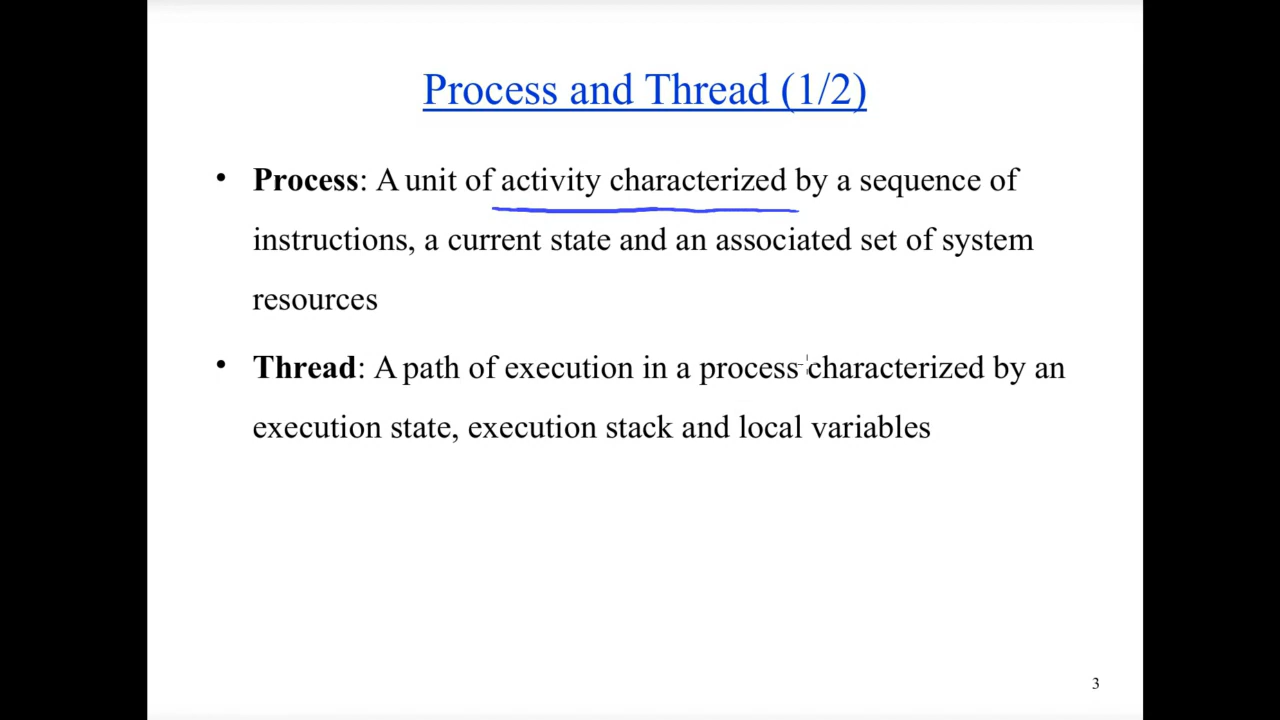 Process and Thread (1/2)
• Process: A unit of activity characterized by a sequence of
instructions, a current state and an associated set of system
resources
• Thread: A path of execution in a process characterized by an
execution state, execution stack and local variables
3